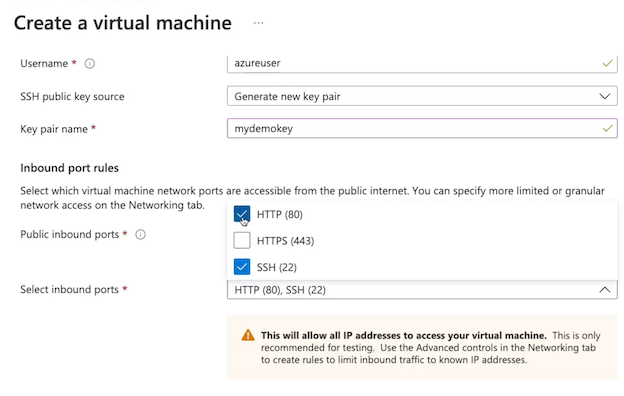 Create a virtual machine ...
Username *
azureuser
SSH public key source
Generate new key pair
Key pair name *
mydemokey
Inbound port rules
Select which virtual machine network ports are accessible from the public internet. You can specify more limited or granular
network access on the Networking tab.
Public inbound ports *
HTTP (80)
HTTPS (443)
SSH (22)
Select inbound ports *
HTTP (80), SSH (22)
This will allow all IP addresses to access your virtual machine. This is only
recommended for testing. Use the Advanced controls in the Networking tab
to create rules to limit inbound traffic to known IP addresses.